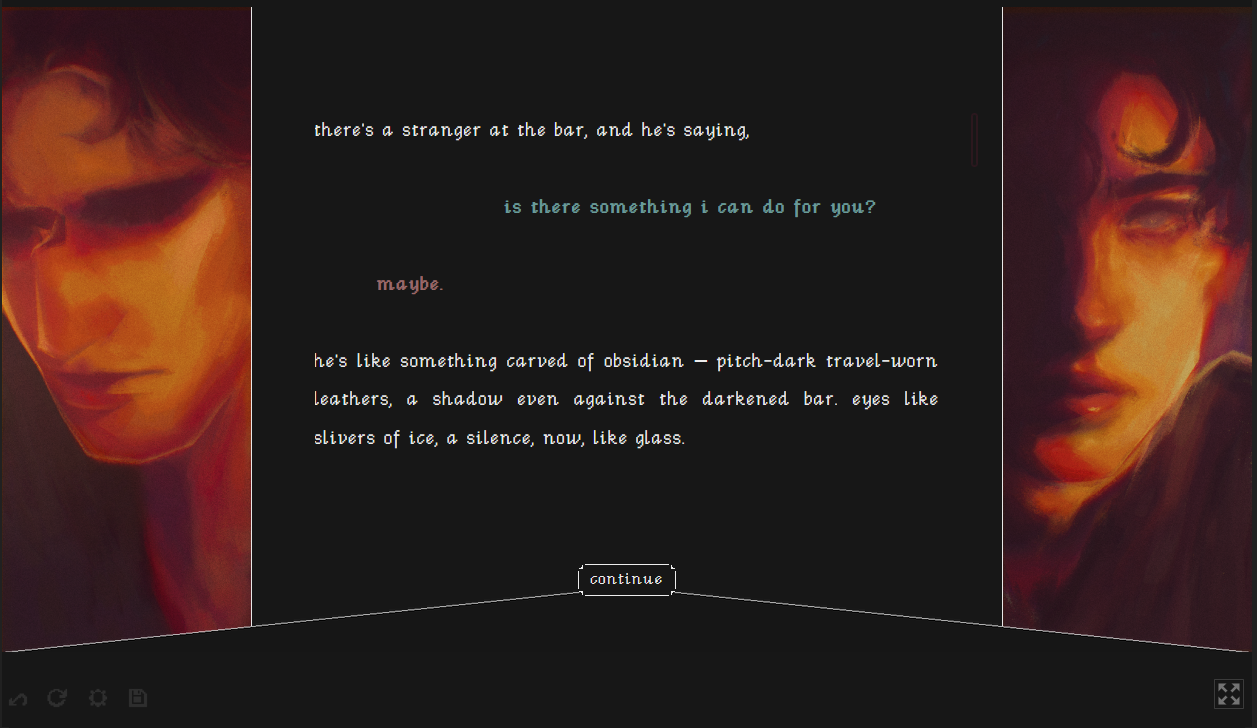 there's a stranger at the bar, and he's saying,
is there something i can do for you?
maybe.
he's like something carved of obsidian — pitch-dark travel-worn
leathers, a shadow even against the darkened bar. eyes like
slivers of ice, a silence, now, like glass.
continue